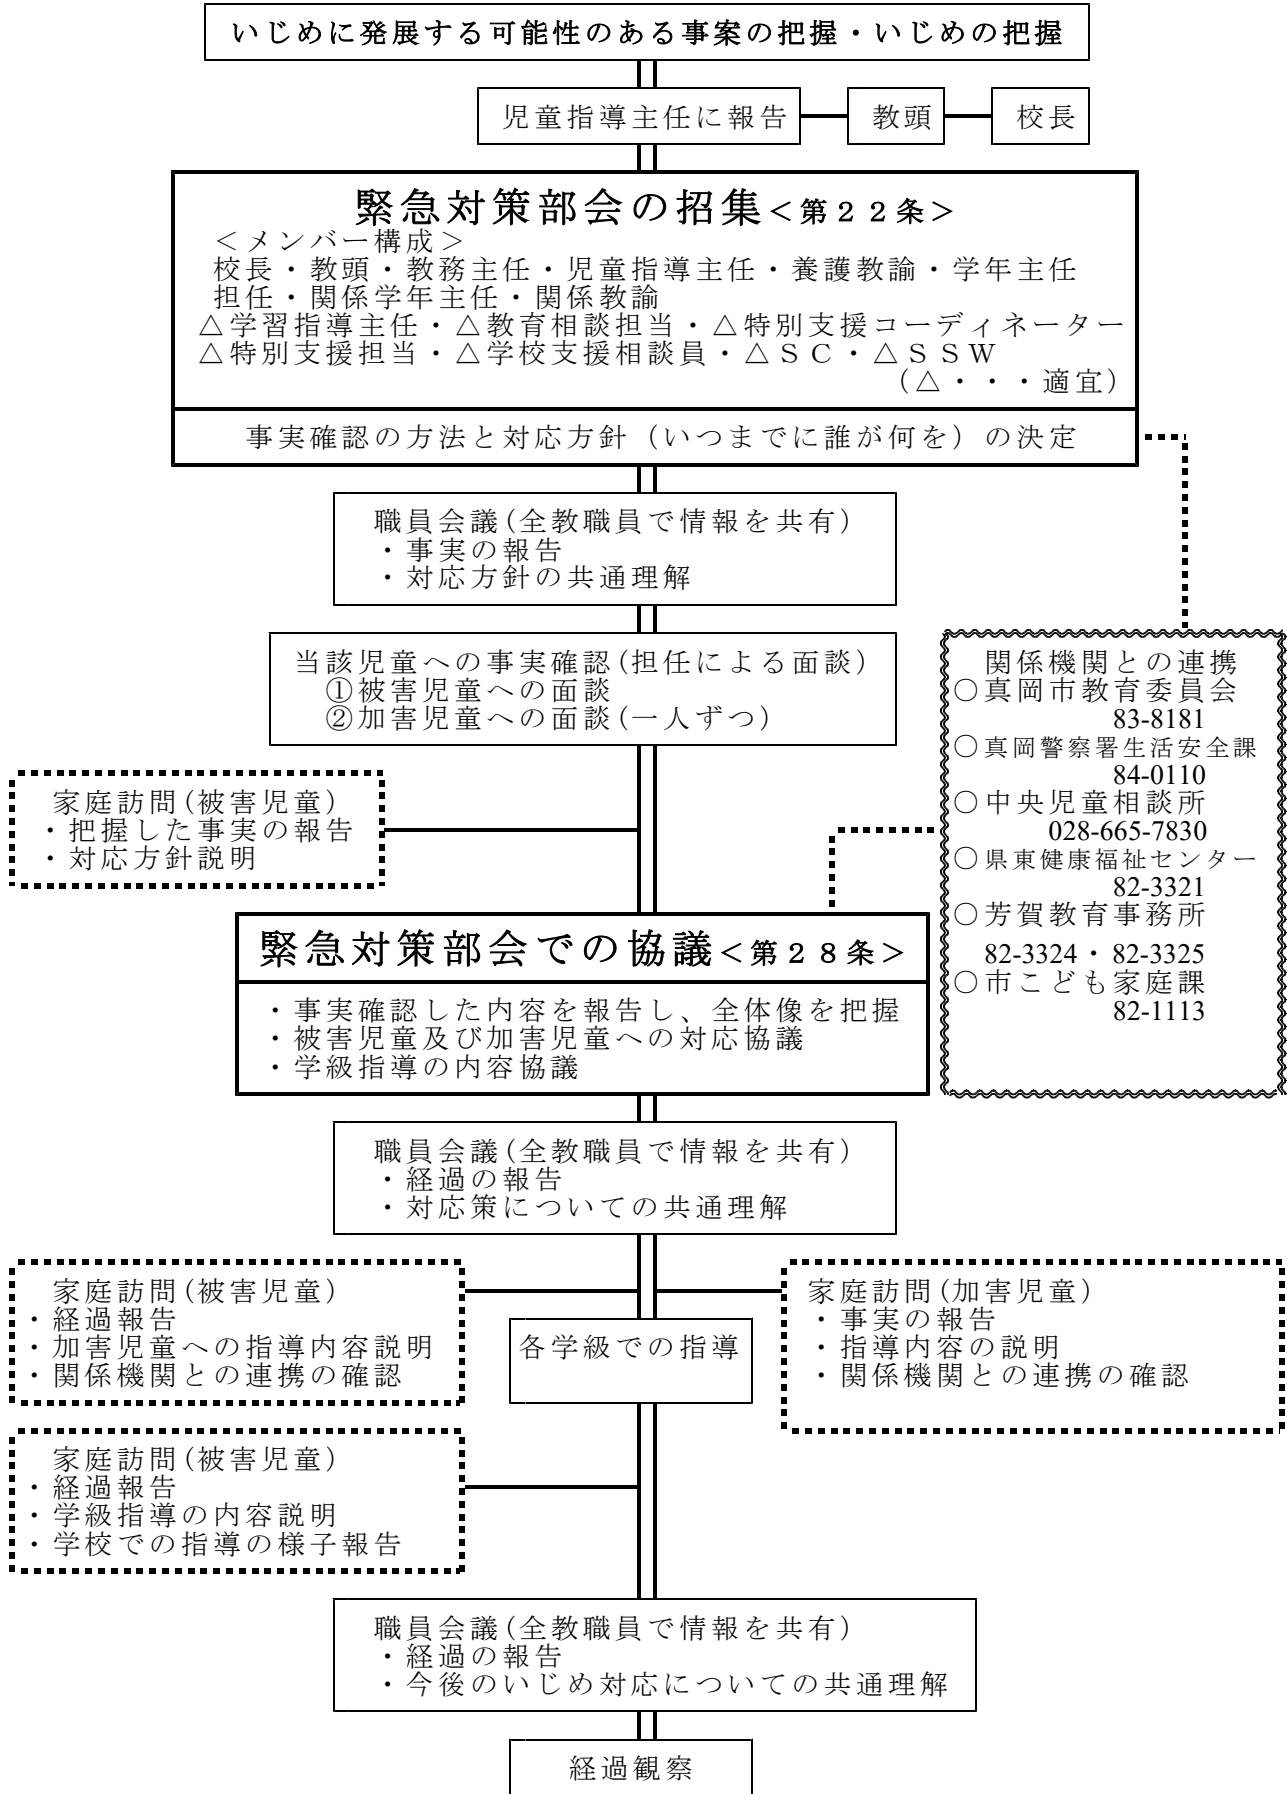 いじめに発展する可能性のある事案の把握・いじめの把握
児童指導主任に報告
教頭
校長
緊急対策部会の招集<第２２条>
＜メンバー構成＞
校長・教頭・教務主任・児童指導主任・養護教諭・学年主任
担任・関係学年主任・関係教諭
△学習指導主任・△教育相談担当・△特別支援コーディネーター
△特別支援担当・△学校支援相談員・△ＳＣ・△ＳＳＷ
(△・・・適宜)
事実確認の方法と対応方針（いつまでに誰が何を）の決定
職員会議(全教職員で情報を共有)
・事実の報告
・対応方針の共通理解
当該児童への事実確認(担任による面談)
①被害児童への面談
②加害児童への面談(一人ずつ)
関係機関との連携
○真岡市教育委員会
83-8181
○真岡警察署生活安全課
84-0110
○中央児童相談所
028-665-7830
○県東健康福祉センター
82-3321
○芳賀教育事務所
82-3324・82-3325
○市こども家庭課
82-1113
家庭訪問(被害児童)
・把握した事実の報告
・対応方針説明
緊急対策部会での協議<第２８条>
・事実確認した内容を報告し、全体像を把握
・被害児童及び加害児童への対応協議
・学級指導の内容協議
職員会議(全教職員で情報を共有)
・経過の報告
・対応策についての共通理解
家庭訪問(被害児童)
・経過報告
・加害児童への指導内容説明
・関係機関との連携の確認
各学級での指導
家庭訪問(加害児童)
・事実の報告
・指導内容の説明
・関係機関との連携の確認
家庭訪問(被害児童)
・経過報告
・学級指導の内容説明
・学校での指導の様子報告
職員会議(全教職員で情報を共有)
・経過の報告
・今後のいじめ対応についての共通理解
経過観察